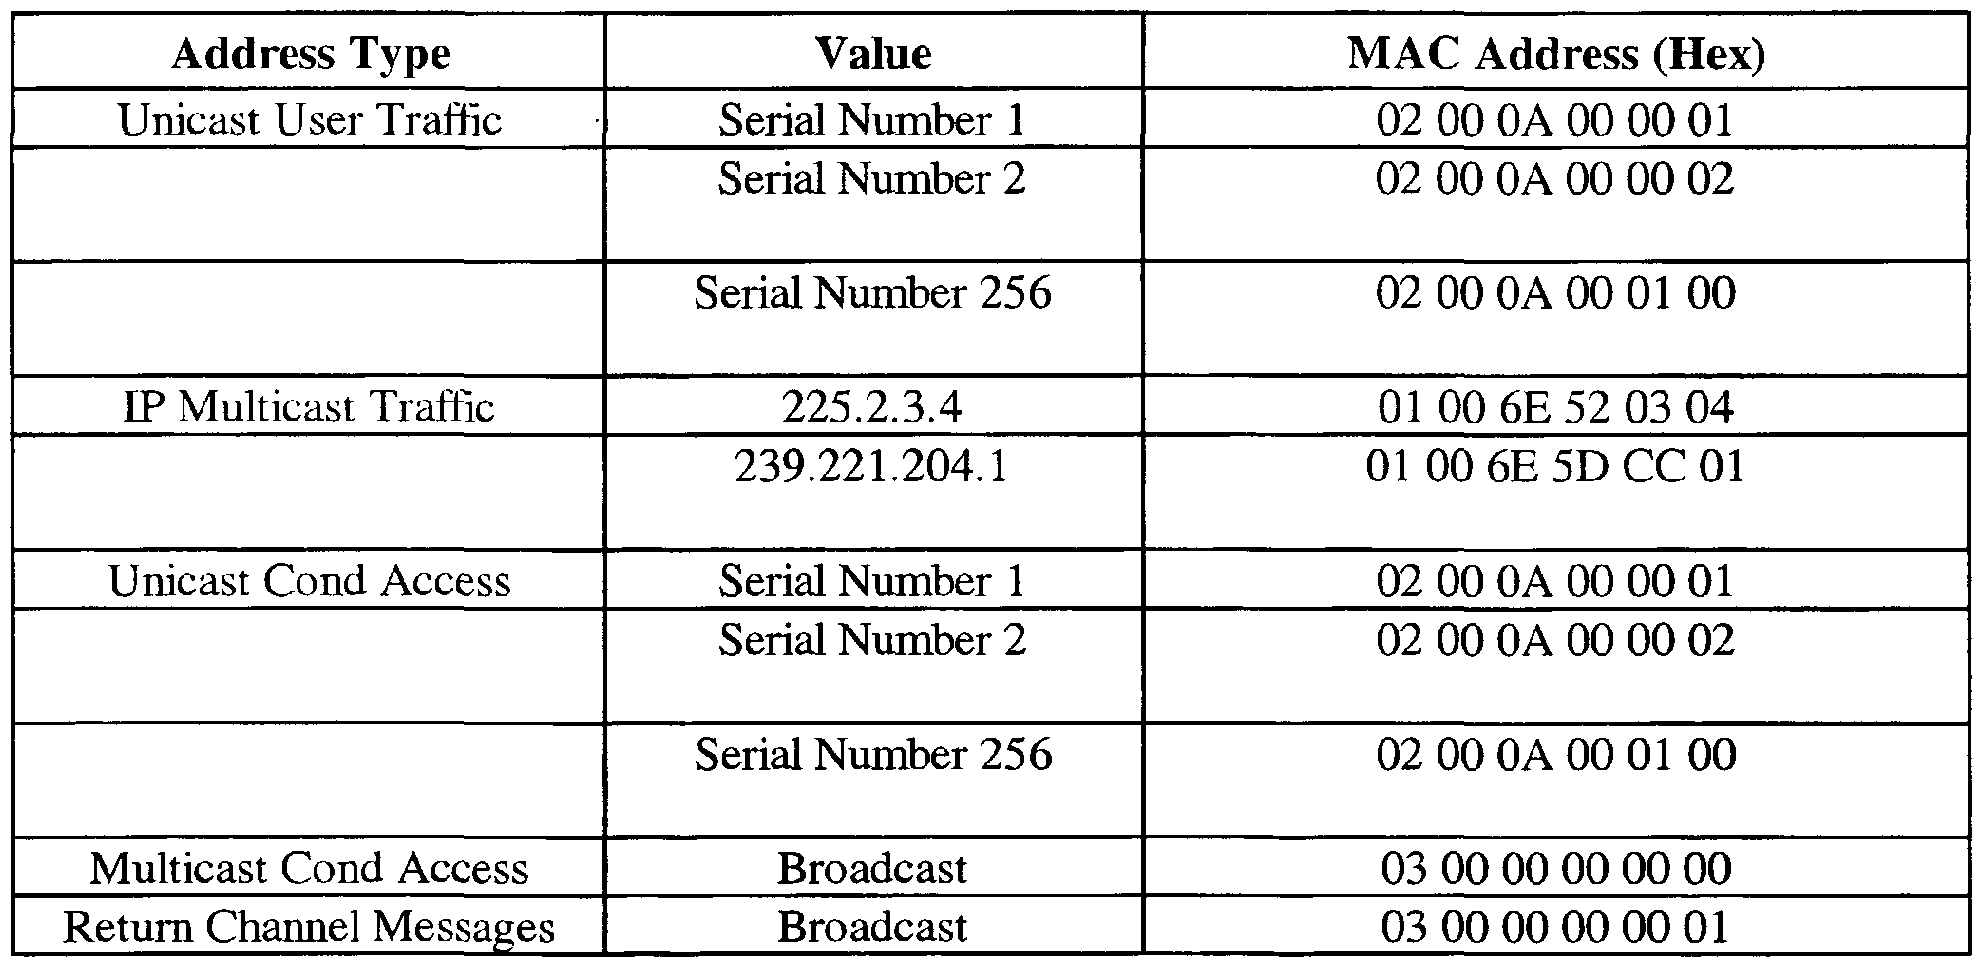 Address Type Value MAC Address (Hex)
Unicast User Traffic Serial Number 1 02 00 0A 00 00 01
Serial Number 2 02 00 0A 00 00 02
Serial Number 256 02 00 0A 00 01 00
IP Multicast Traffic 225.2.3.4 01 00 6E 52 03 04
239.221.204.1 01 00 6E 5D CC 01
Unicast Cond Access Serial Number 1 02 00 0A 00 00 01
Serial Number 2 02 00 0A 00 00 02
Serial Number 256 02 00 0A 00 01 00
Multicast Cond Access Broadcast 03 00 00 00 00 00
Return Channel Messages Broadcast 03 00 00 00 00 01